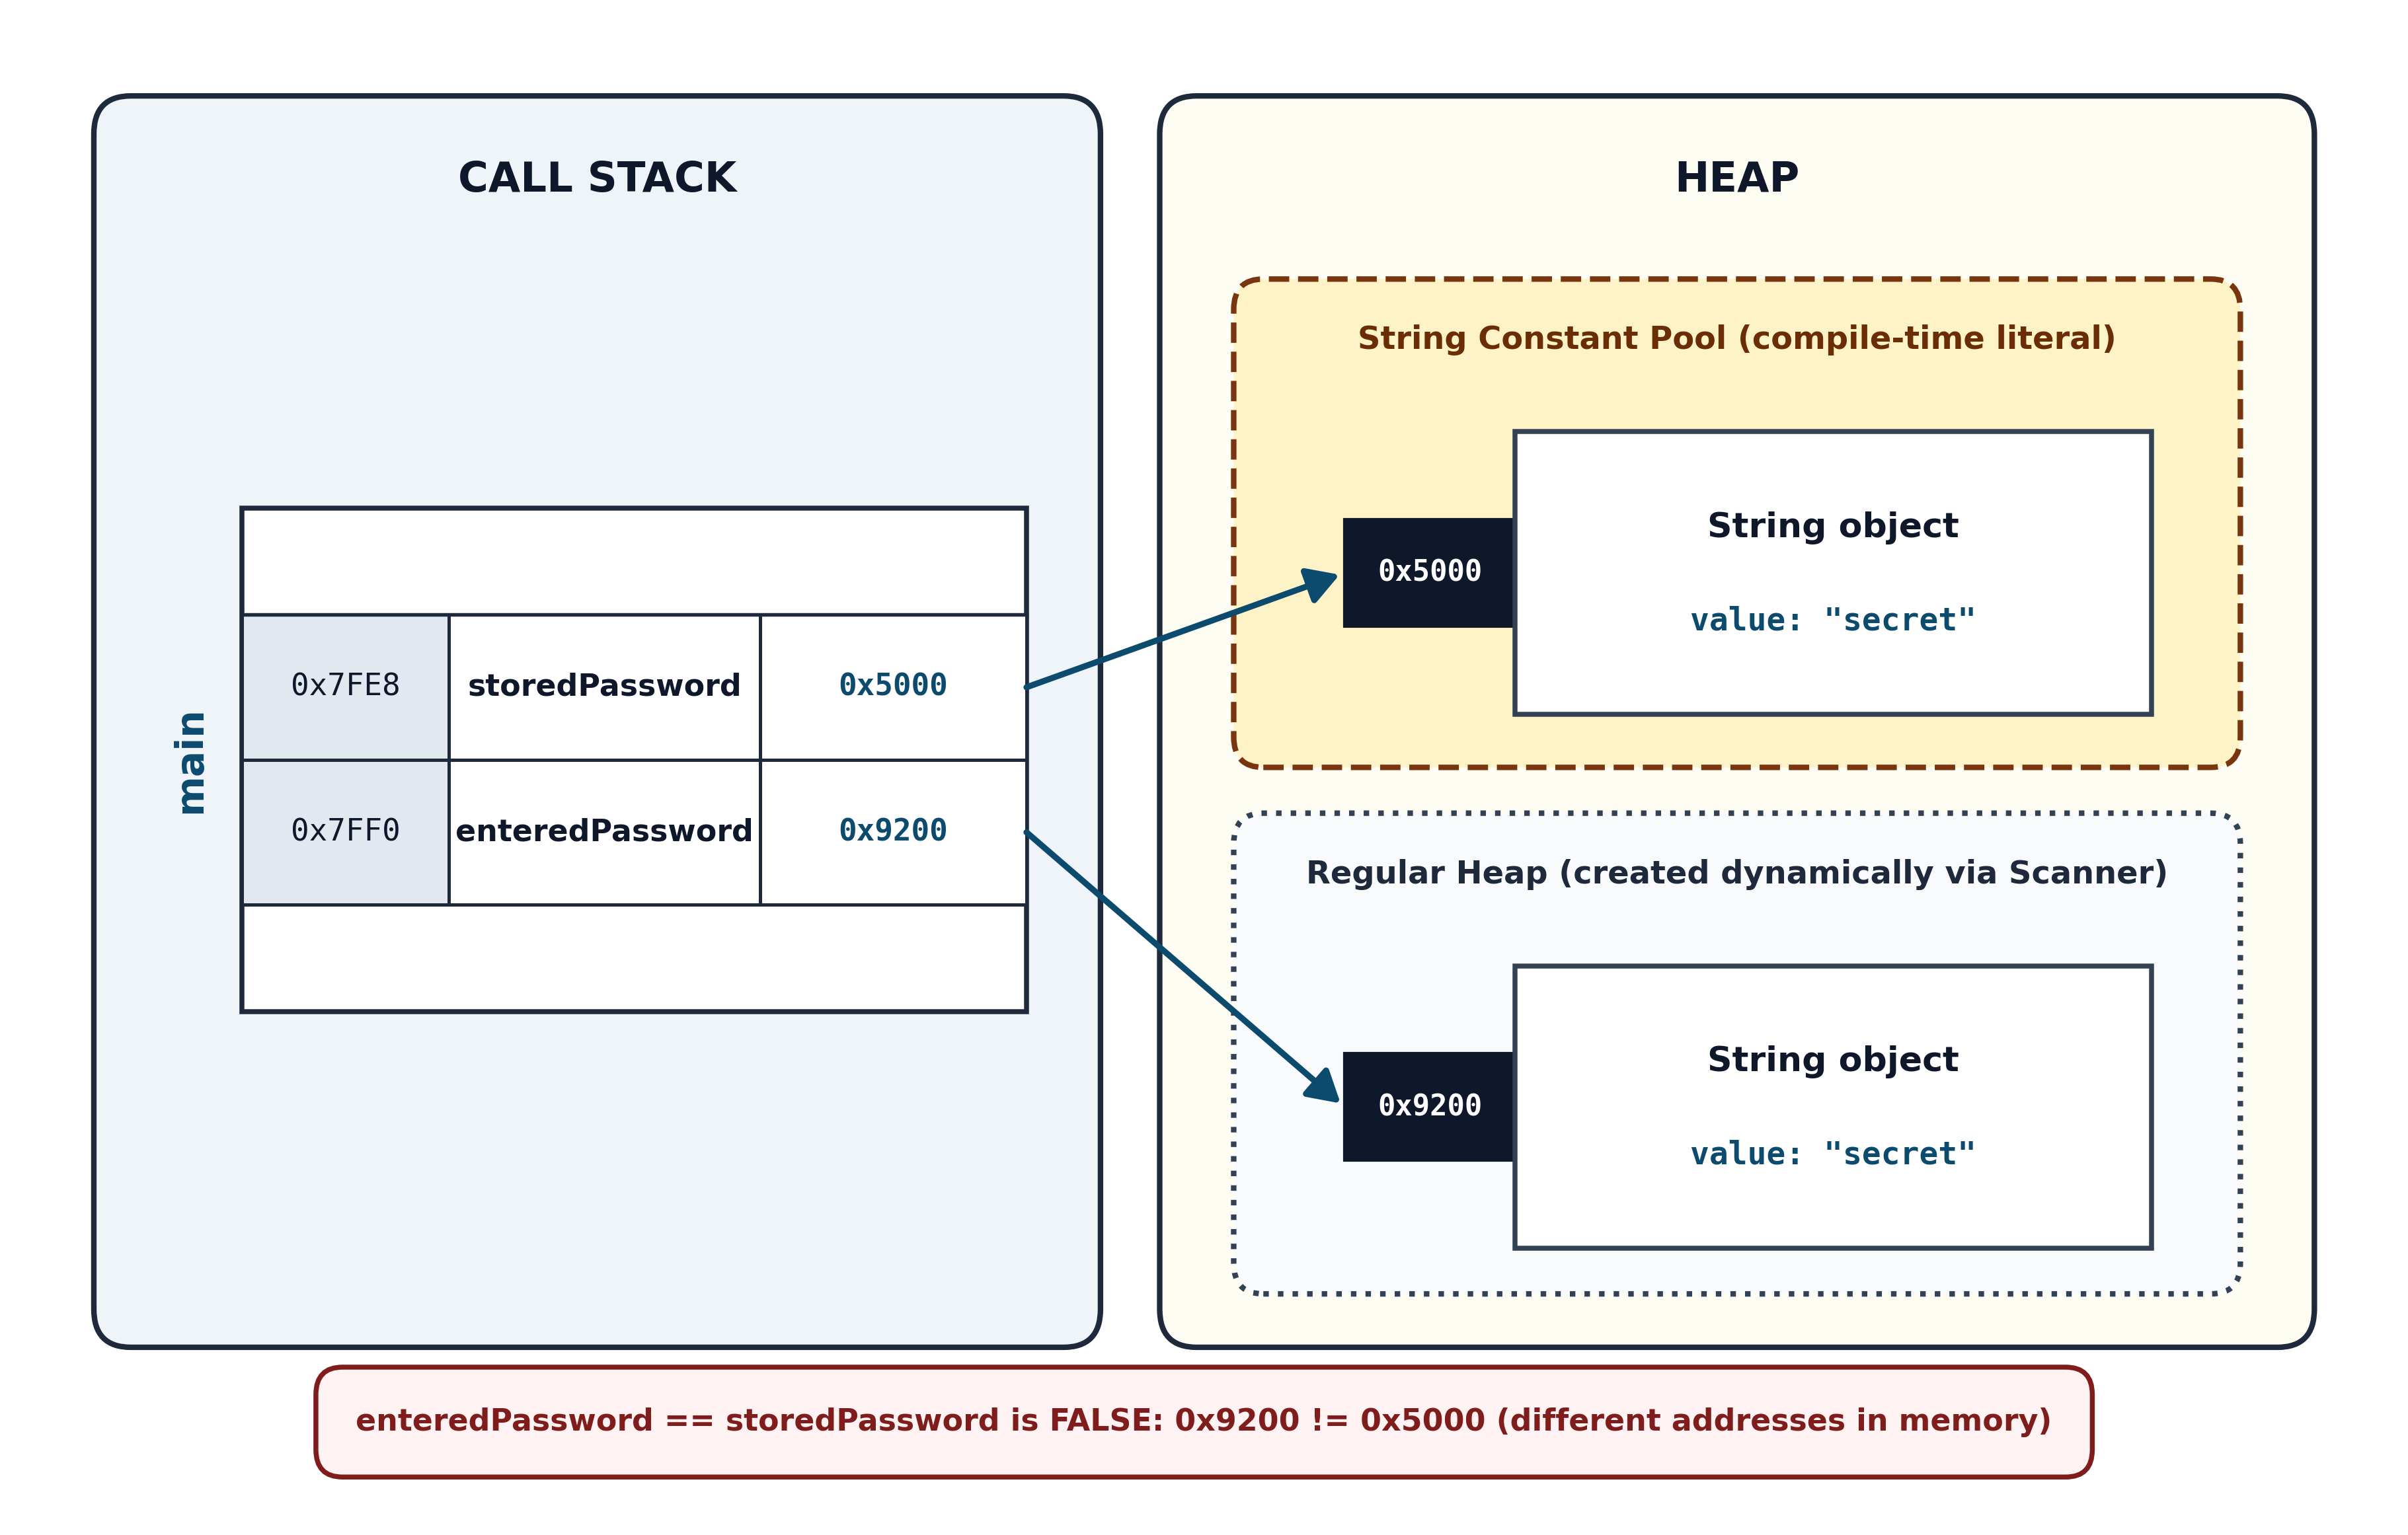 CALL STACK
HEAP
String Constant Pool (compile-time literal)
0x5000
String object
value: "secret"
main
0x7FE8 storedPassword 0x5000
0x7FF0 enteredPassword 0x9200
Regular Heap (created dynamically via Scanner)
0x9200
String object
value: "secret"
enteredPassword == storedPassword is FALSE: 0x9200 != 0x5000 (different addresses in memory)